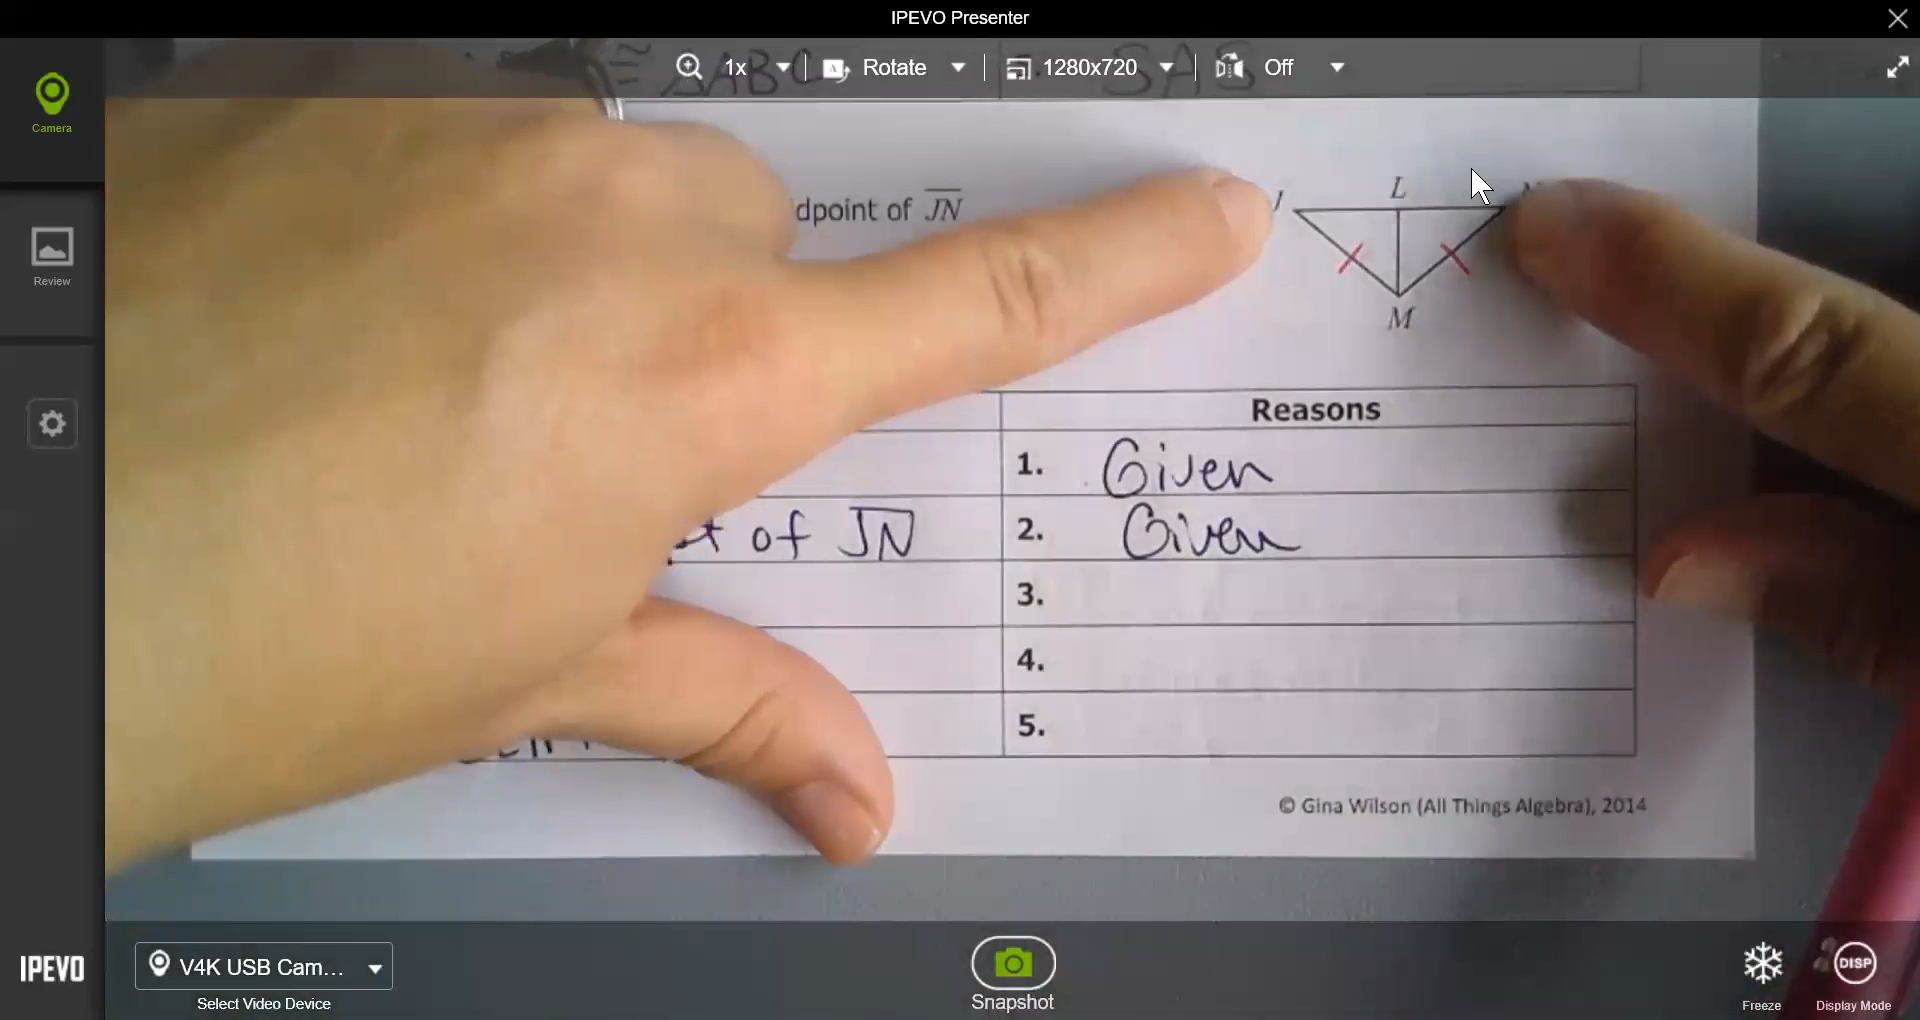 IPEVO Presenter
1x Rotate 1280x720 Off
≅ △ABC SAS
Camera
dpoint of JN
J L N
M
Review
Reasons
1. Given
of JN 2. Given
3.
4.
5.
© Gina Wilson (All Things Algebra), 2014
IPEVO
V4K USB Cam...
Select Video Device
Snapshot
Freeze
DISP
Display Mode